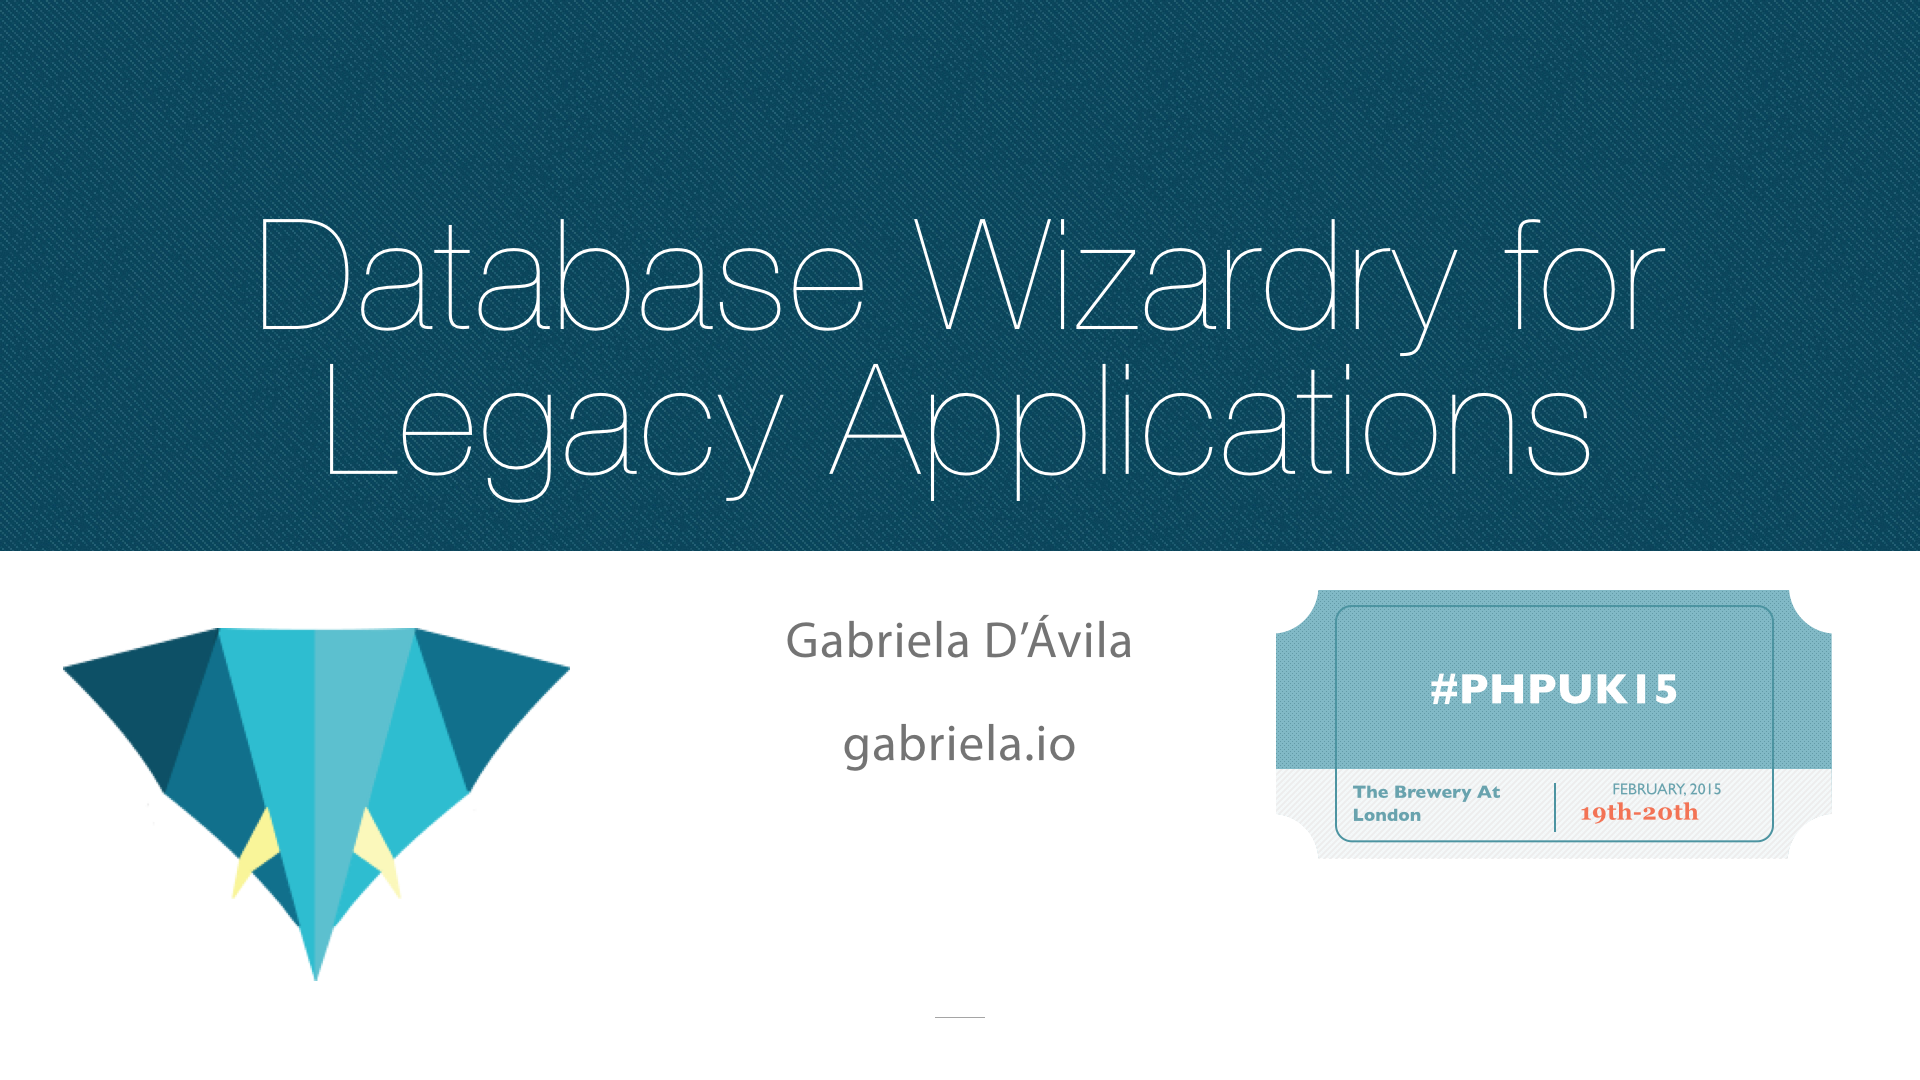 Database Wizardry for
Legacy Applications
Gabriela D’Ávila
gabriela.io
#PHPUK15
The Brewery At
London
FEBRUARY, 2015
19th-20th